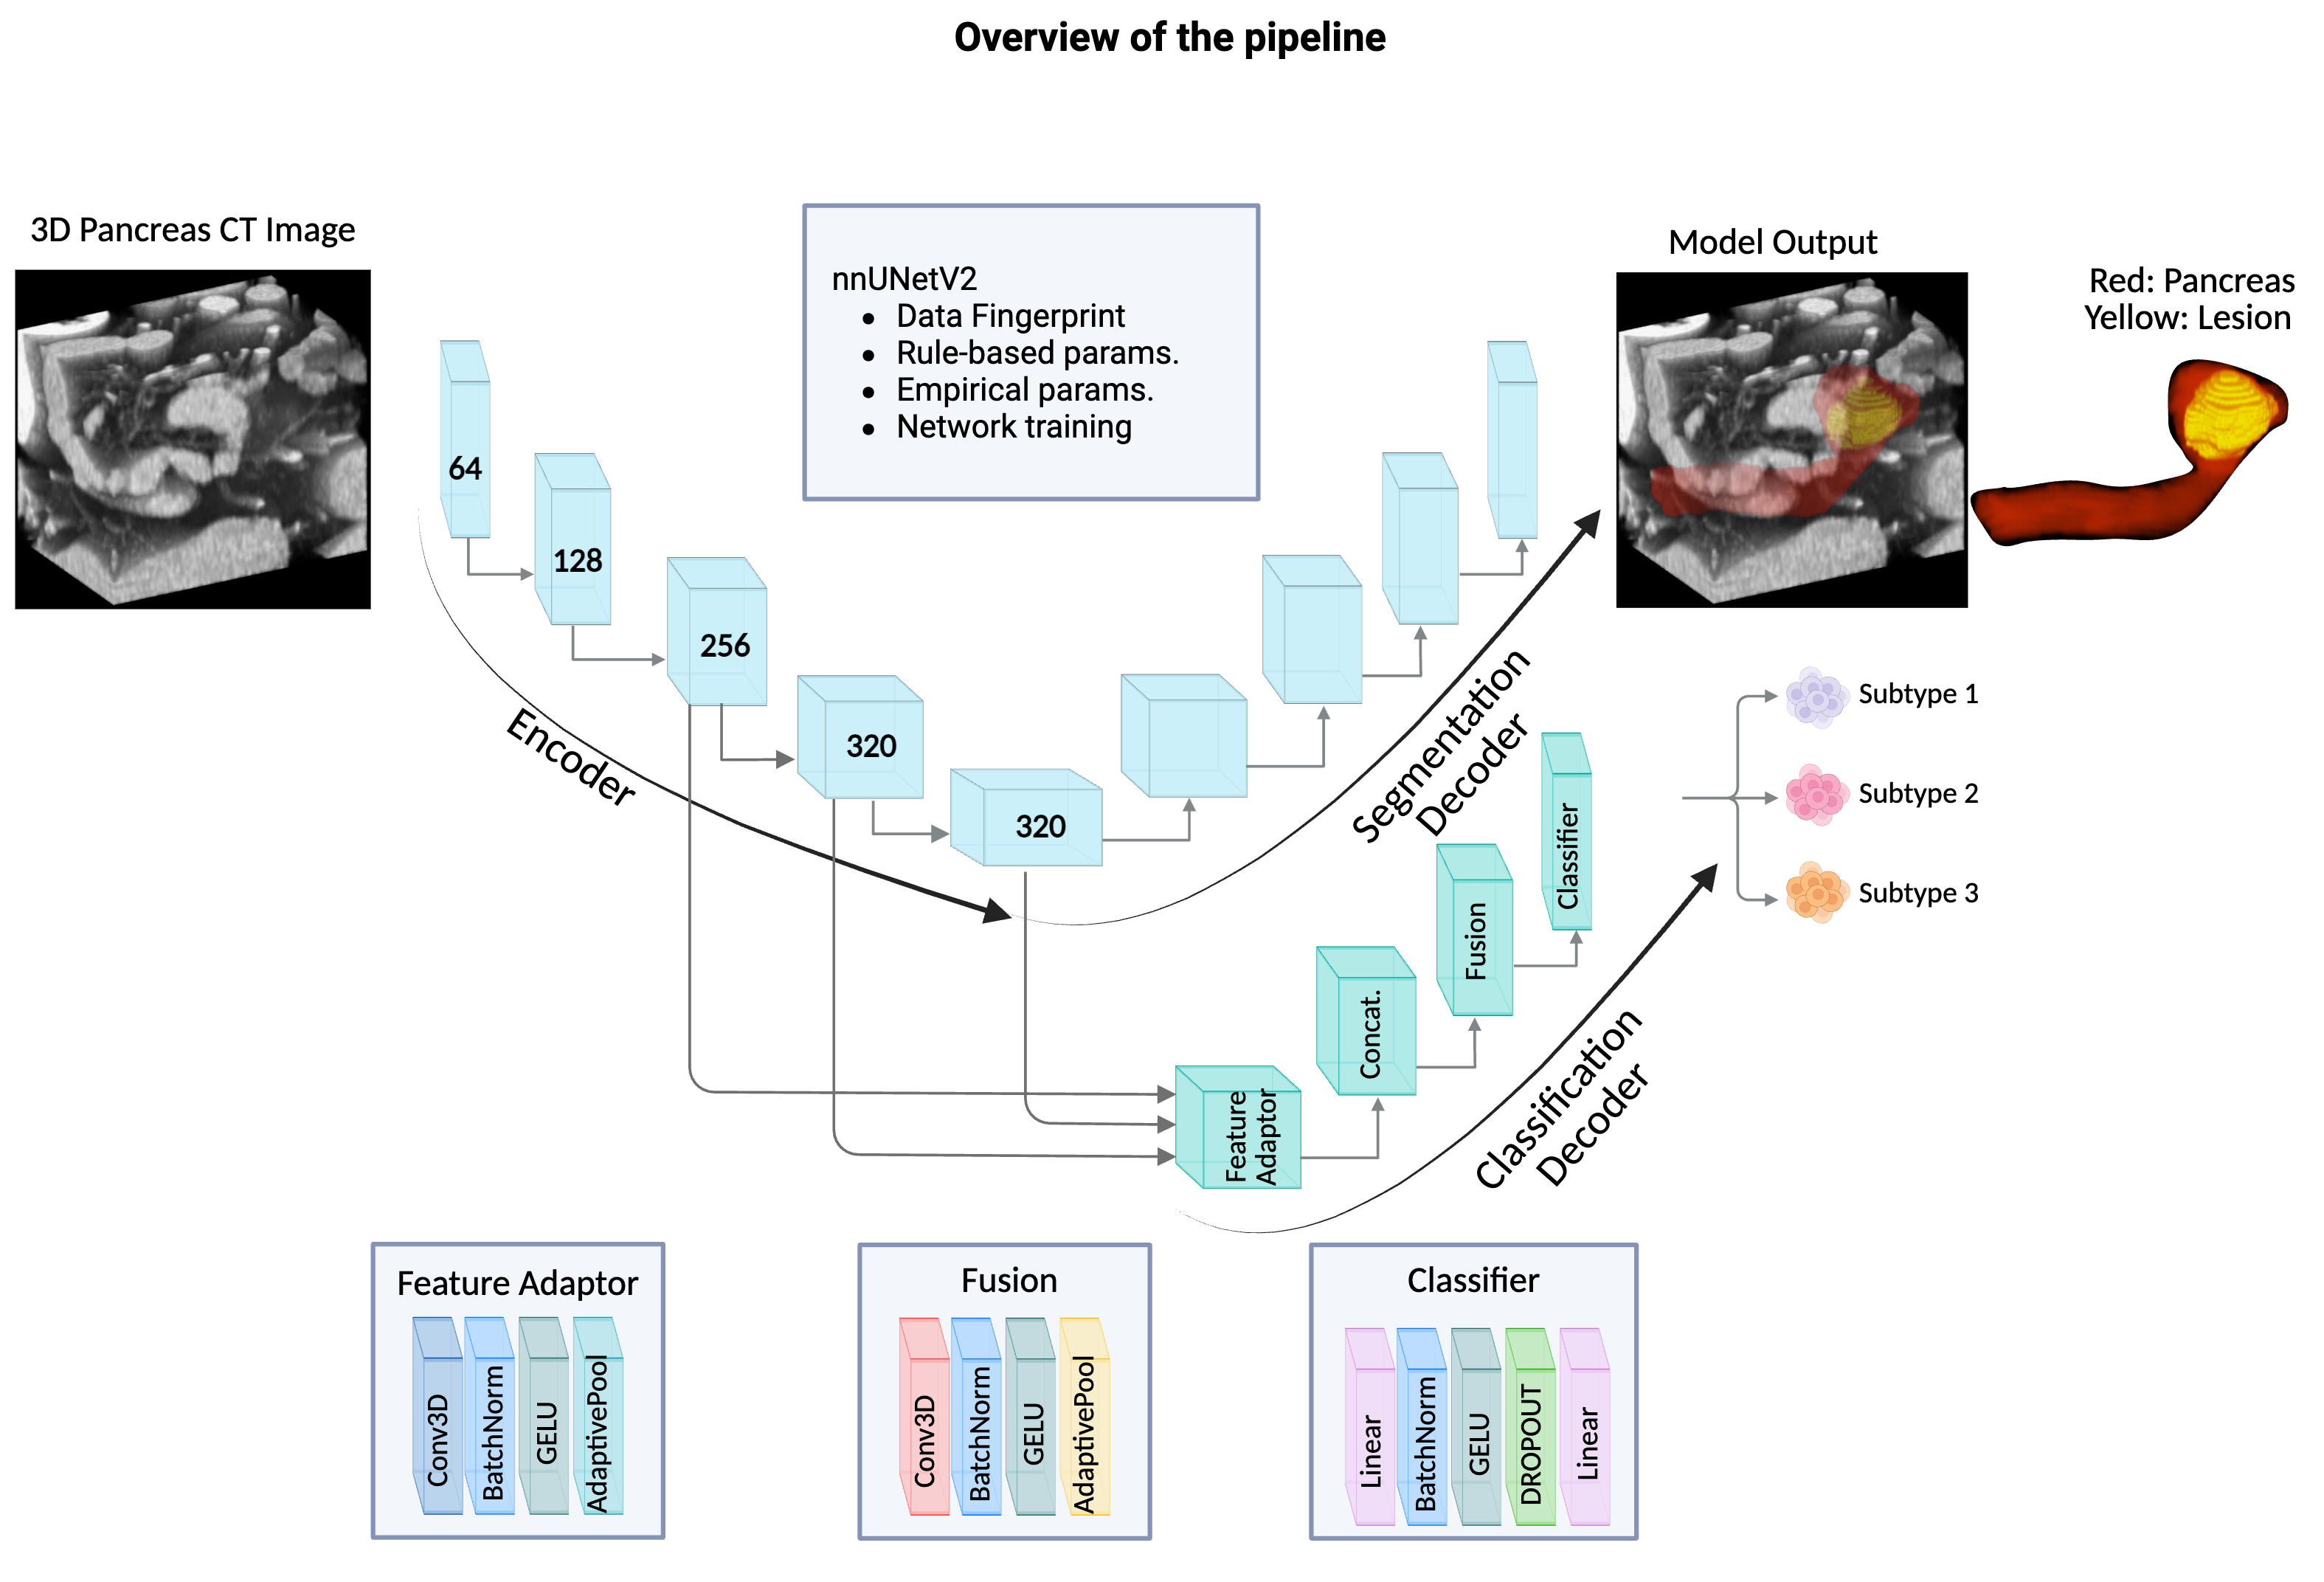 Overview of the pipeline
3D Pancreas CT Image
nnUNetV2
• Data Fingerprint
• Rule-based params.
• Empirical params.
• Network training
Model Output
Red: Pancreas
Yellow: Lesion
64
128
256
320
320
Encoder
Segmentation
Decoder
Subtype 1
Subtype 2
Subtype 3
Feature
Adaptor
Concat.
Fusion
Classifier
Classification
Decoder
Feature Adaptor
Conv3D
BatchNorm
GELU
AdaptivePool
Fusion
Conv3D
BatchNorm
GELU
AdaptivePool
Classifier
Linear
BatchNorm
GELU
DROPOUT
Linear